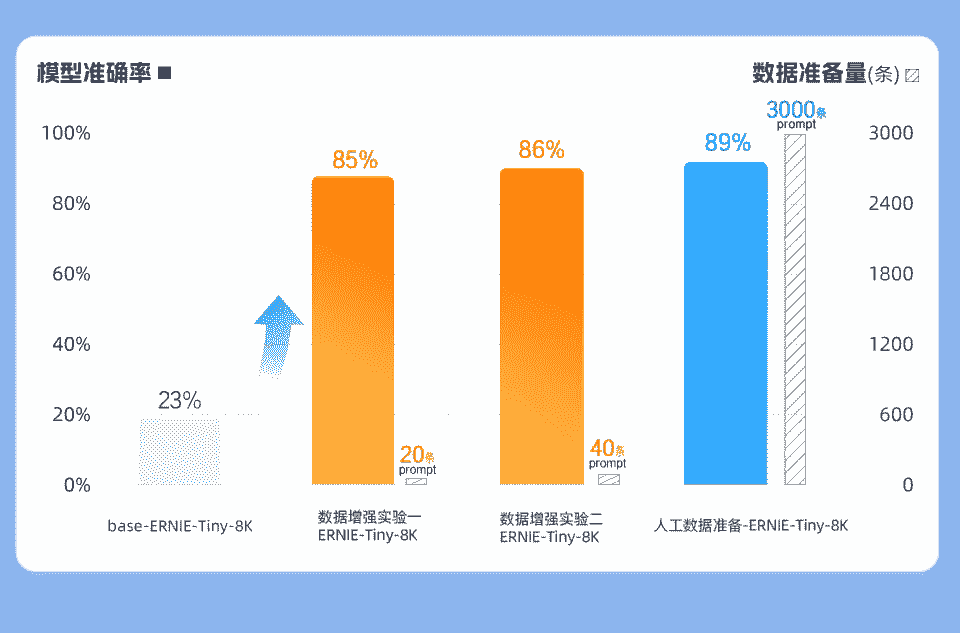 模型准确率
数据准备量(条)
100%
80%
60%
40%
20%
0%
23%
85%
20条
prompt
86%
40条
prompt
89%
3000条
prompt
3000
2400
1800
1200
600
0
base-ERNIE-Tiny-8K
数据增强实验一
ERNIE-Tiny-8K
数据增强实验二
ERNIE-Tiny-8K
人工数据准备-ERNIE-Tiny-8K